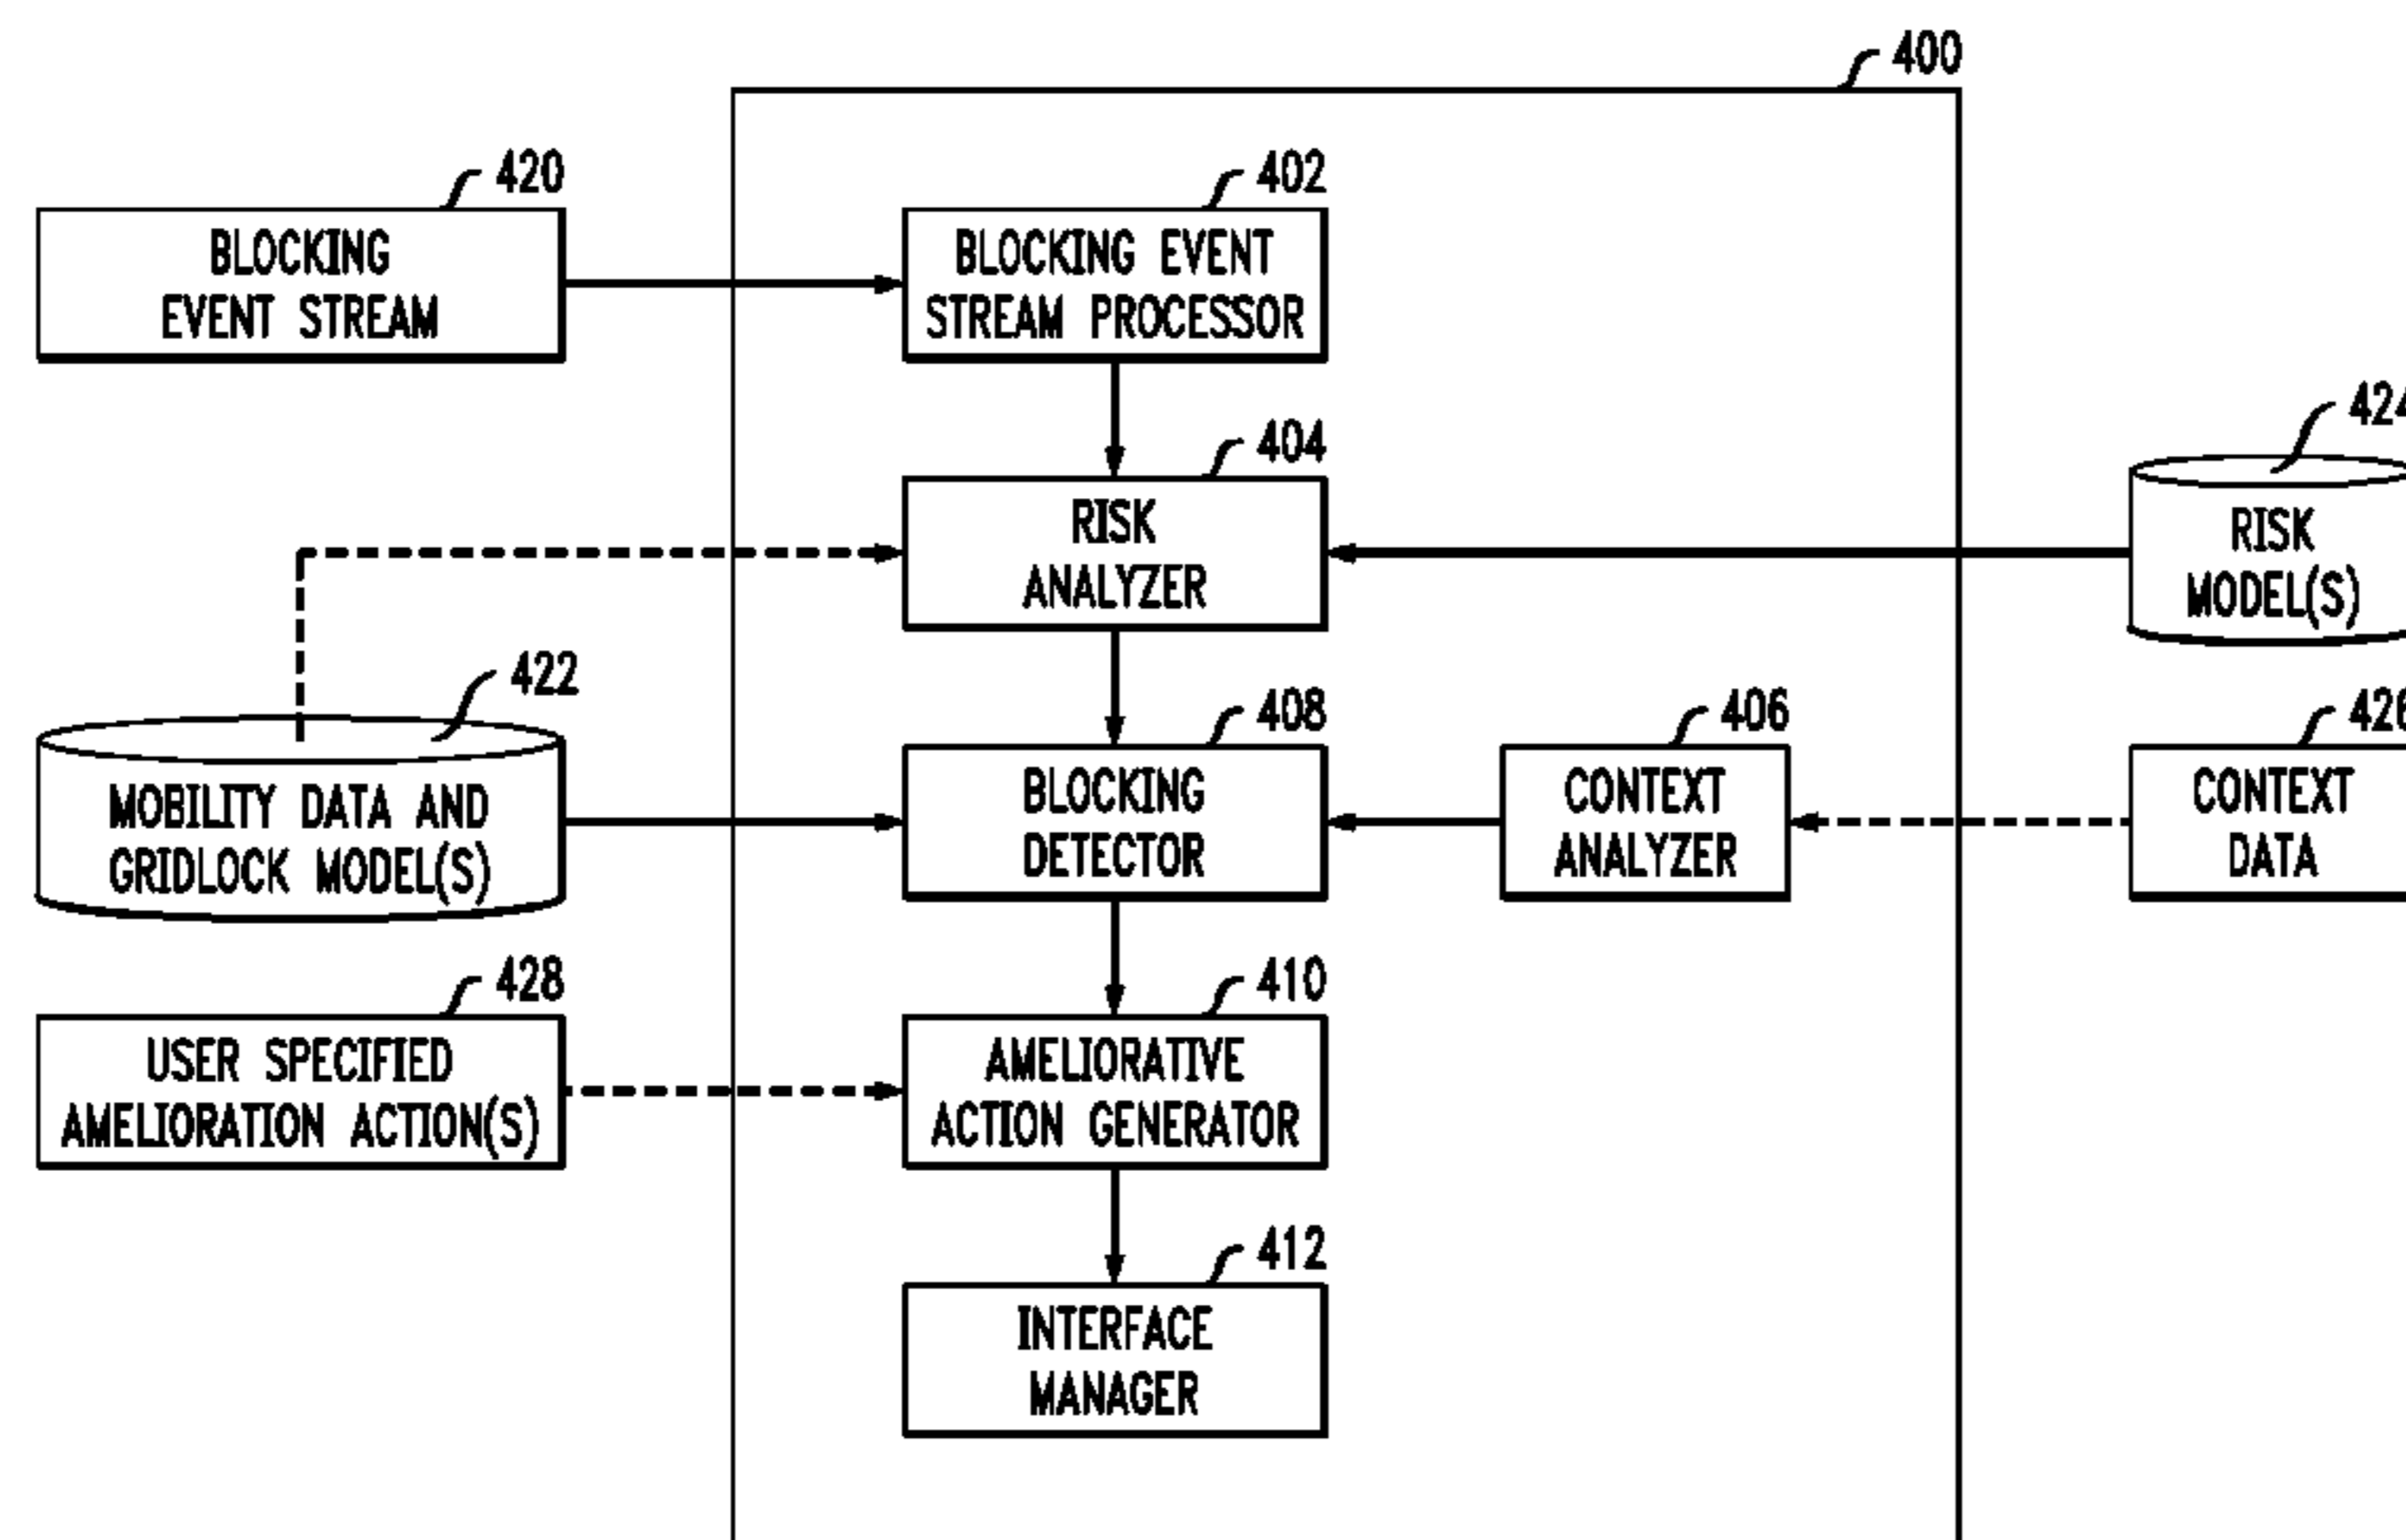 400
420
402
BLOCKING
EVENT STREAM
BLOCKING EVENT
STREAM PROCESSOR
404
424
RISK
ANALYZER
RISK
MODEL(S)
422
408
406
426
MOBILITY DATA AND
GRIDLOCK MODEL(S)
BLOCKING
DETECTOR
CONTEXT
ANALYZER
CONTEXT
DATA
428
410
USER SPECIFIED
AMELIORATION ACTION(S)
AMELIORATIVE
ACTION GENERATOR
412
INTERFACE
MANAGER